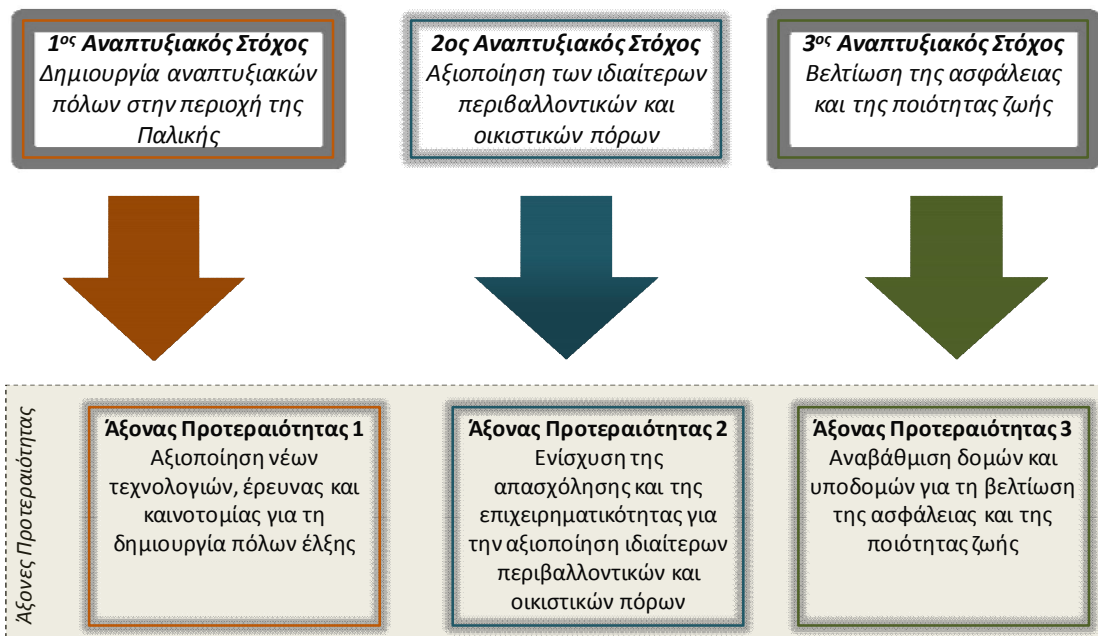 1ος Αναπτυξιακός Στόχος
Δημιουργία αναπτυξιακών
πόλων στην περιοχή της
Παλικής
2ος Αναπτυξιακός Στόχος
Αξιοποίηση των ιδιαίτερων
περιβαλλοντικών και
οικιστικών πόρων
3ος Αναπτυξιακός Στόχος
Βελτίωση της ασφάλειας
και της ποιότητας ζωής
Άξονες Προτεραιότητας
Άξονας Προτεραιότητας 1
Αξιοποίηση νέων
τεχνολογιών, έρευνας και
καινοτομίας για τη
δημιουργία πόλων έλξης
Άξονας Προτεραιότητας 2
Ενίσχυση της
απασχόλησης και της
επιχειρηματικότητας για
την αξιοποίηση ιδιαίτερων
περιβαλλοντικών και
οικιστικών πόρων
Άξονας Προτεραιότητας 3
Αναβάθμιση δομών και
υποδομών για τη βελτίωση
της ασφάλειας και της
ποιότητας ζωής